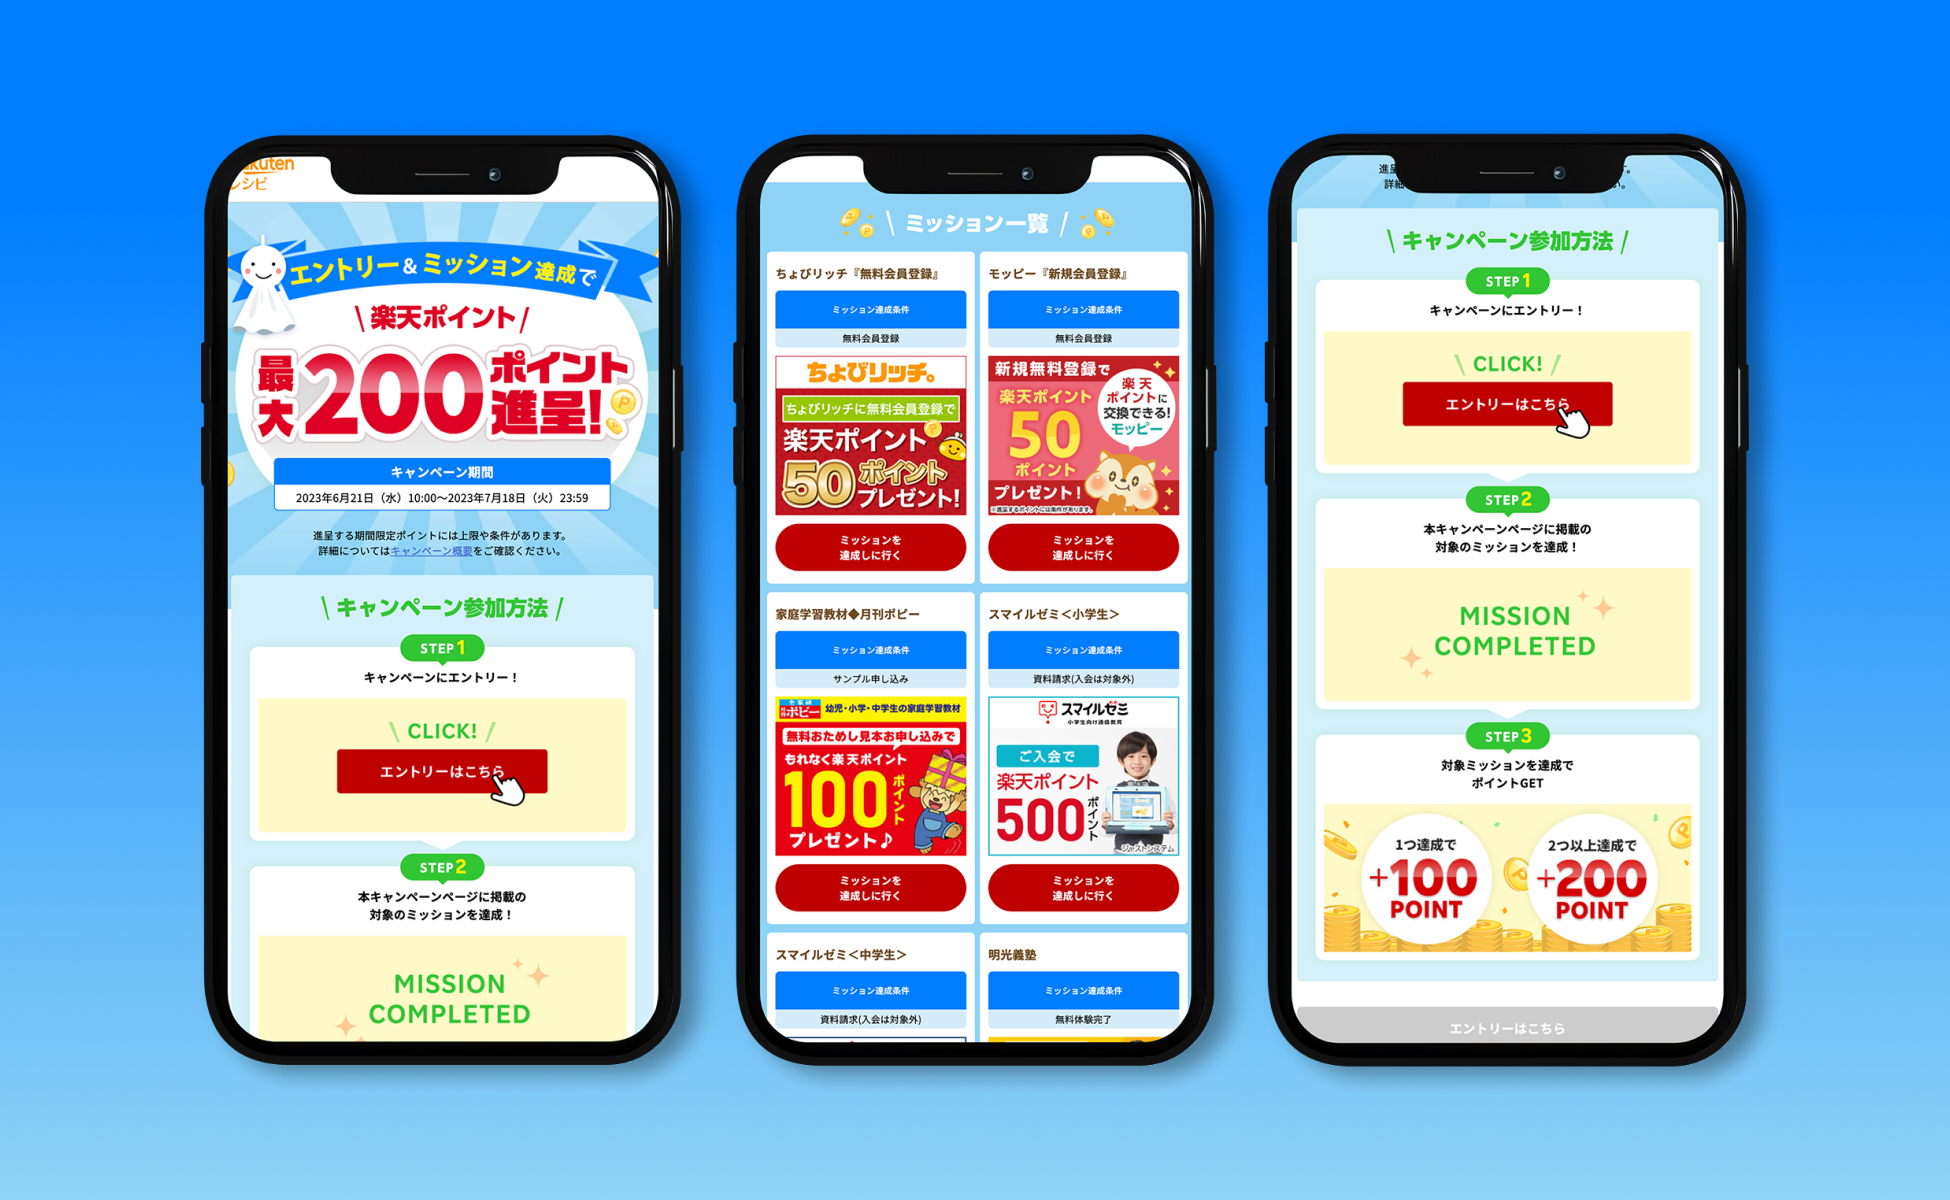 kuten
レシピ
エントリー&ミッション達成で
\ 楽天ポイント /
最大200ポイント進呈!
キャンペーン期間
2023年6月21日（水）10:00〜2023年7月18日（火）23:59
進呈する期間限定ポイントには上限や条件があります。
詳細についてはキャンペーン概要をご確認ください。
\ キャンペーン参加方法 /
STEP1
キャンペーンにエントリー！
\ CLICK! /
エントリーはこちら
STEP2
本キャンペーンページに掲載の
対象のミッションを達成！
MISSION
COMPLETED
\ ミッション一覧 /
ちょびリッチ『無料会員登録』
ミッション達成条件
無料会員登録
ちょびリッチ。
ちょびリッチに無料会員登録で
楽天ポイント
50ポイント
プレゼント!
ミッションを
達成しに行く
モッピー『新規会員登録』
ミッション達成条件
無料会員登録
新規無料登録で
楽天ポイント
50
ポイント
プレゼント!
楽天
ポイントに
交換できる!
モッピー
※進呈するポイントには条件があります。
ミッションを
達成しに行く
家庭学習教材◆月刊ポピー
ミッション達成条件
サンプル申し込み
全家研
月刊ポピー
幼児・小学・中学生の家庭学習教材
無料おためし見本お申し込みで
もれなく楽天ポイント
100ポイント
プレゼント♪
ミッションを
達成しに行く
スマイルゼミ＜小学生＞
ミッション達成条件
資料請求(入会は対象外)
スマイルゼミ
小学生向け通信教育
ご入会で
楽天ポイント
500ポイント
ジャストシステム
ミッションを
達成しに行く
スマイルゼミ＜中学生＞
ミッション達成条件
資料請求(入会は対象外)
明光義塾
ミッション達成条件
無料体験完了
進呈
す。
詳細
い。
\ キャンペーン参加方法 /
STEP1
キャンペーンにエントリー！
\ CLICK! /
エントリーはこちら
STEP2
本キャンペーンページに掲載の
対象のミッションを達成！
MISSION
COMPLETED
STEP3
対象ミッションを達成で
ポイントGET
1つ達成で
+100
POINT
2つ以上達成で
+200
POINT
エントリーはこちら